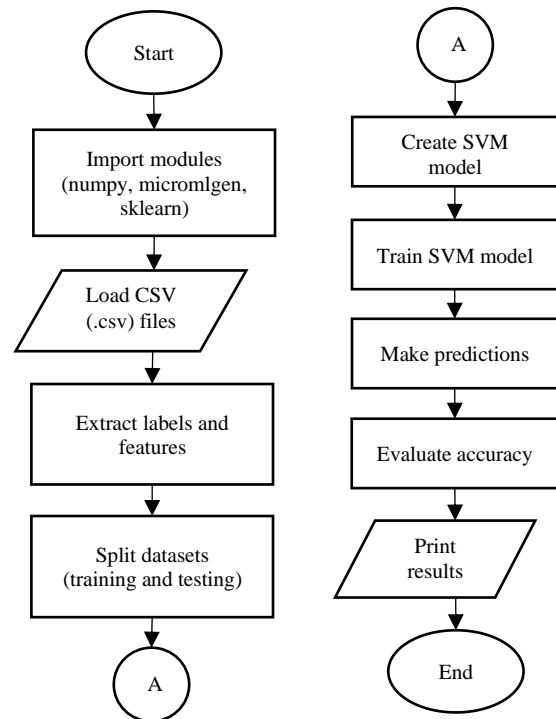 Start
Import modules
(numpy, micromlgen,
sklearn)
Load CSV
(.csv) files
Extract labels and
features
Split datasets
(training and testing)
A
A
Create SVM
model
Train SVM model
Make predictions
Evaluate accuracy
Print
results
End